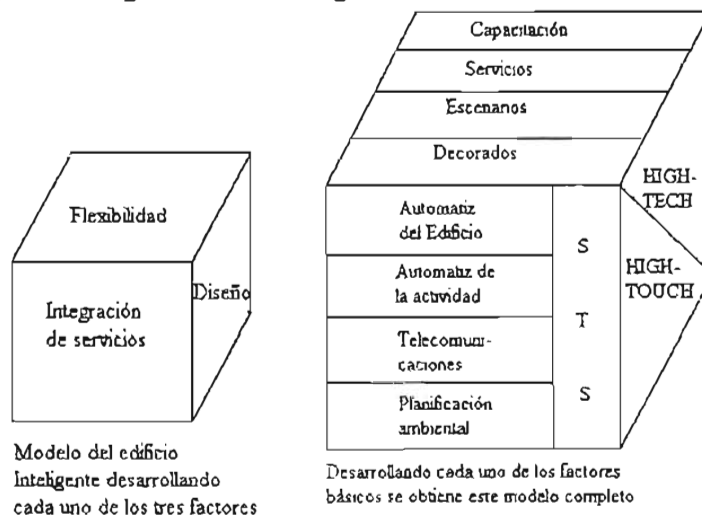 Flexibilidad
Integración
de servicios
Diseño
Modelo del edificio
Inteligente desarrollando
cada uno de los tres factores
Capacitación
Servicios
Escenarios
Decorados
Automatiz
del Edificio
Automatiz de
la actividad
Telecomuni-
caciones
Planificación
ambiental
S
T
S
HIGH-
TECH
HIGH-
TOUCH
Desarrollando cada uno de los factores
básicos se obtiene este modelo completo